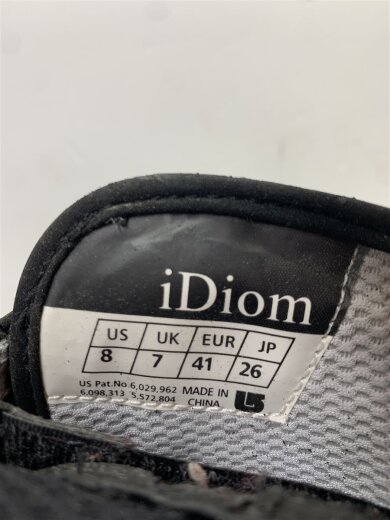 iDiom
US UK EUR JP
8 7 41 26
US Pat.No.6,029,962 MADE IN
6,098,313 5,572,804 CHINA